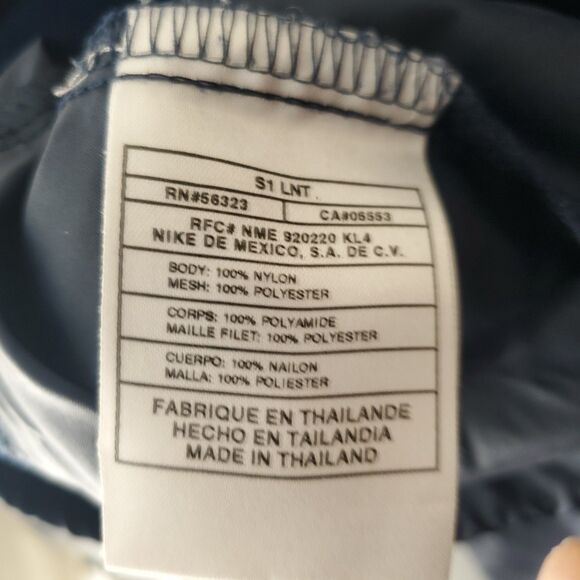 S1 LNT
RN#56323
CA#05553
RFC# NME 920220 KL4
NIKE DE MEXICO, S.A. DE C.V.
BODY: 100% NYLON
MESH: 100% POLYESTER
CORPS: 100% POLYAMIDE
MAILLE FILET: 100% POLYESTER
CUERPO: 100% NAILON
MALLA: 100% POLIESTER
FABRIQUE EN THAILANDE
HECHO EN TAILANDIA
MADE IN THAILAND